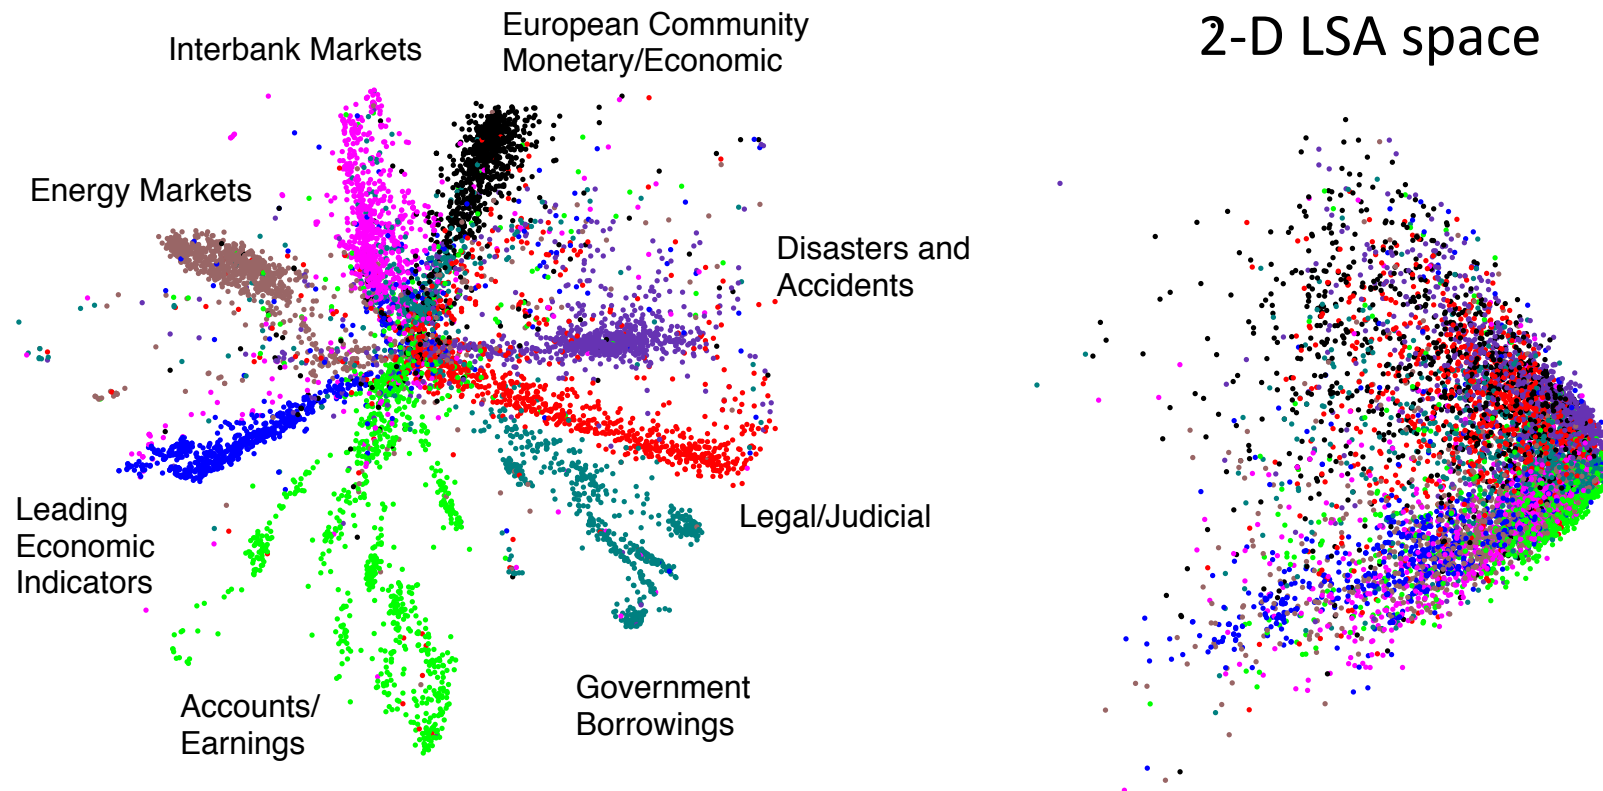 European Community
Monetary/Economic
Interbank Markets
2-D LSA space
Energy Markets
Disasters and
Accidents
Leading
Economic
Indicators
Legal/Judicial
Accounts/
Earnings
Government
Borrowings